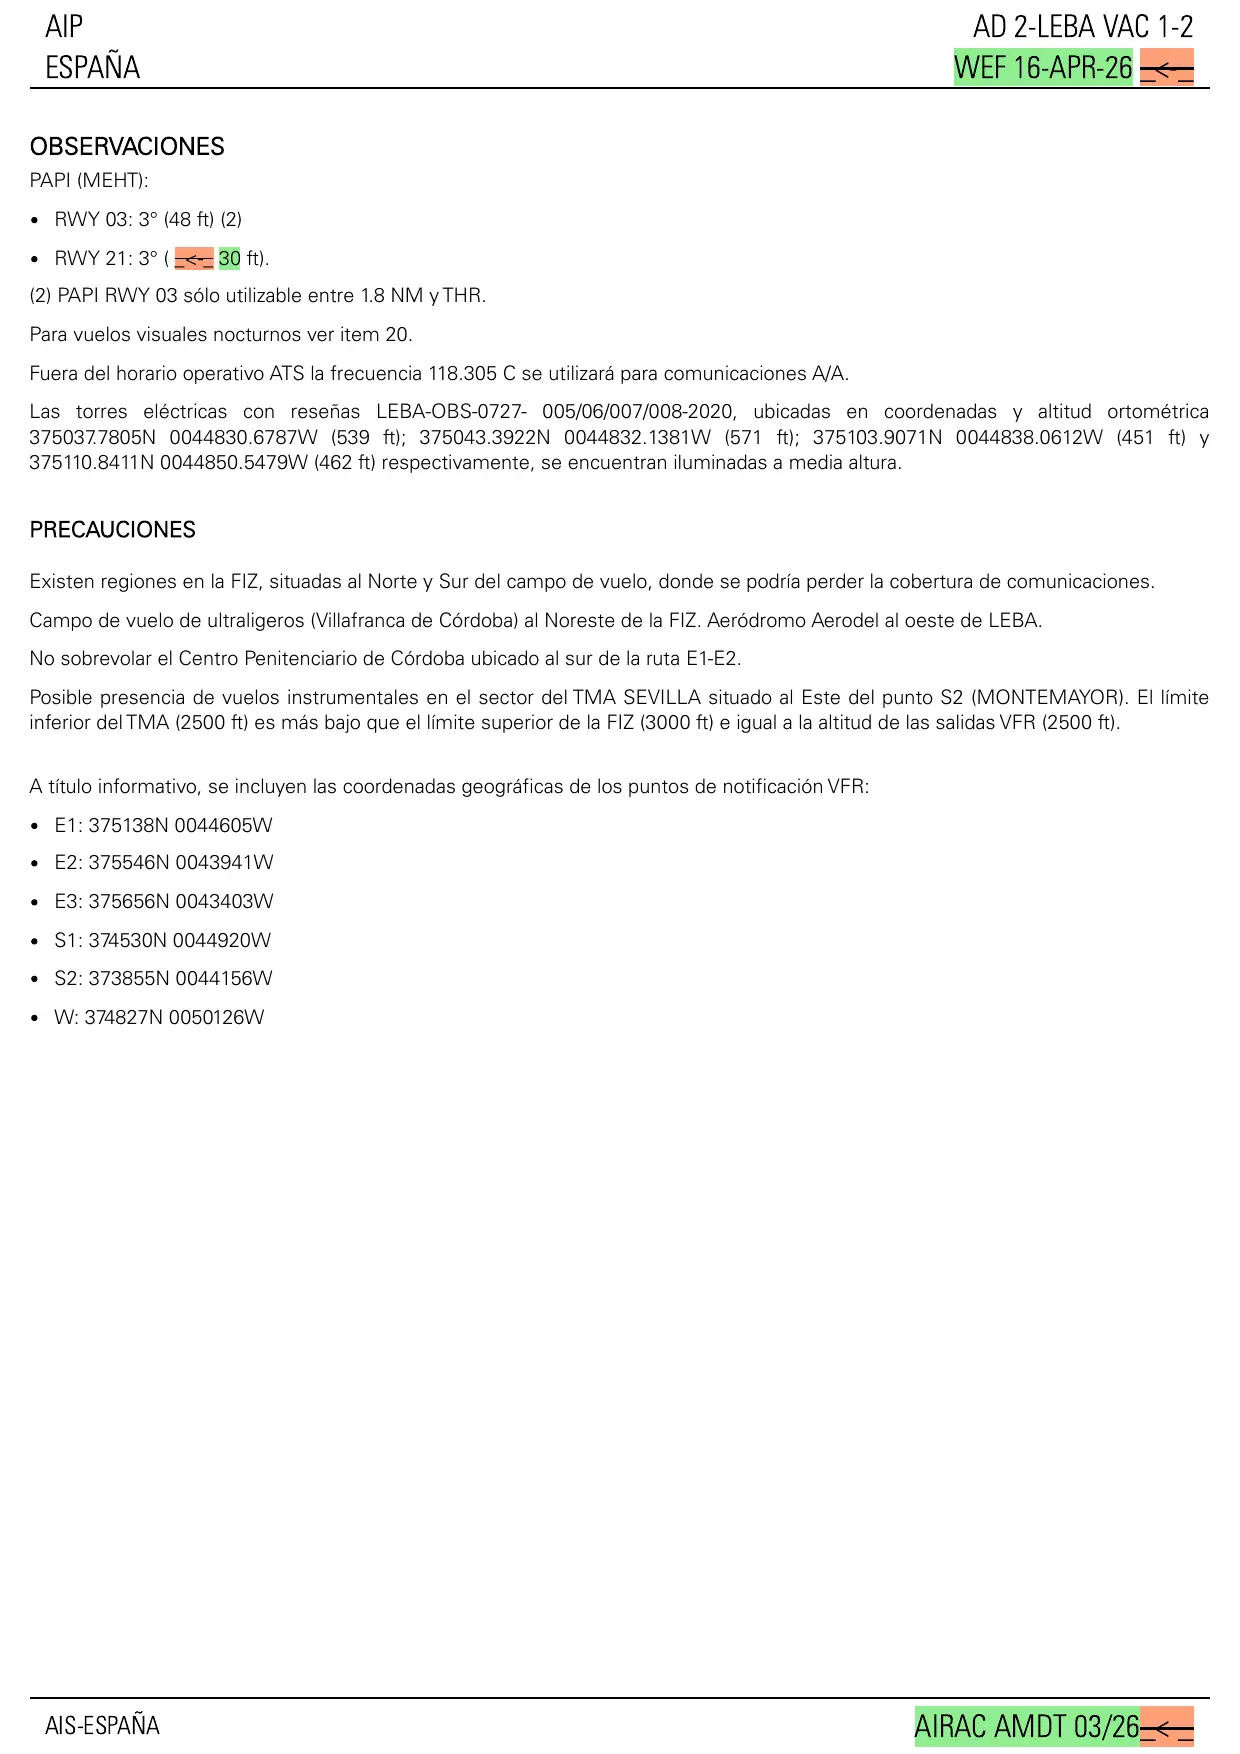 AIP
AD 2-LEBA VAC 1-2
ESPAÑA
WEF 16-APR-26 _<-_
OBSERVACIONES
PAPI (MEHT):
• RWY 03: 3° (48 ft) (2)
• RWY 21: 3° ( _<-_ 30 ft).
(2) PAPI RWY 03 sólo utilizable entre 1.8 NM y THR.
Para vuelos visuales nocturnos ver item 20.
Fuera del horario operativo ATS la frecuencia 118.305 C se utilizará para comunicaciones A/A.
Las torres eléctricas con reseñas LEBA-OBS-0727- 005/06/007/008-2020, ubicadas en coordenadas y altitud ortométrica
375037.7805N 0044830.6787W (539 ft); 375043.3922N 0044832.1381W (571 ft); 375103.9071N 0044838.0612W (451 ft) y
375110.8411N 0044850.5479W (462 ft) respectivamente, se encuentran iluminadas a media altura.
PRECAUCIONES
Existen regiones en la FIZ, situadas al Norte y Sur del campo de vuelo, donde se podría perder la cobertura de comunicaciones.
Campo de vuelo de ultraligeros (Villafranca de Córdoba) al Noreste de la FIZ. Aeródromo Aerodel al oeste de LEBA.
No sobrevolar el Centro Penitenciario de Córdoba ubicado al sur de la ruta E1-E2.
Posible presencia de vuelos instrumentales en el sector del TMA SEVILLA situado al Este del punto S2 (MONTEMAYOR). El límite
inferior del TMA (2500 ft) es más bajo que el límite superior de la FIZ (3000 ft) e igual a la altitud de las salidas VFR (2500 ft).
A título informativo, se incluyen las coordenadas geográficas de los puntos de notificación VFR:
• E1: 375138N 0044605W
• E2: 375546N 0043941W
• E3: 375656N 0043403W
• S1: 374530N 0044920W
• S2: 373855N 0044156W
• W: 374827N 0050126W
AIS-ESPAÑA
AIRAC AMDT 03/26_<-_